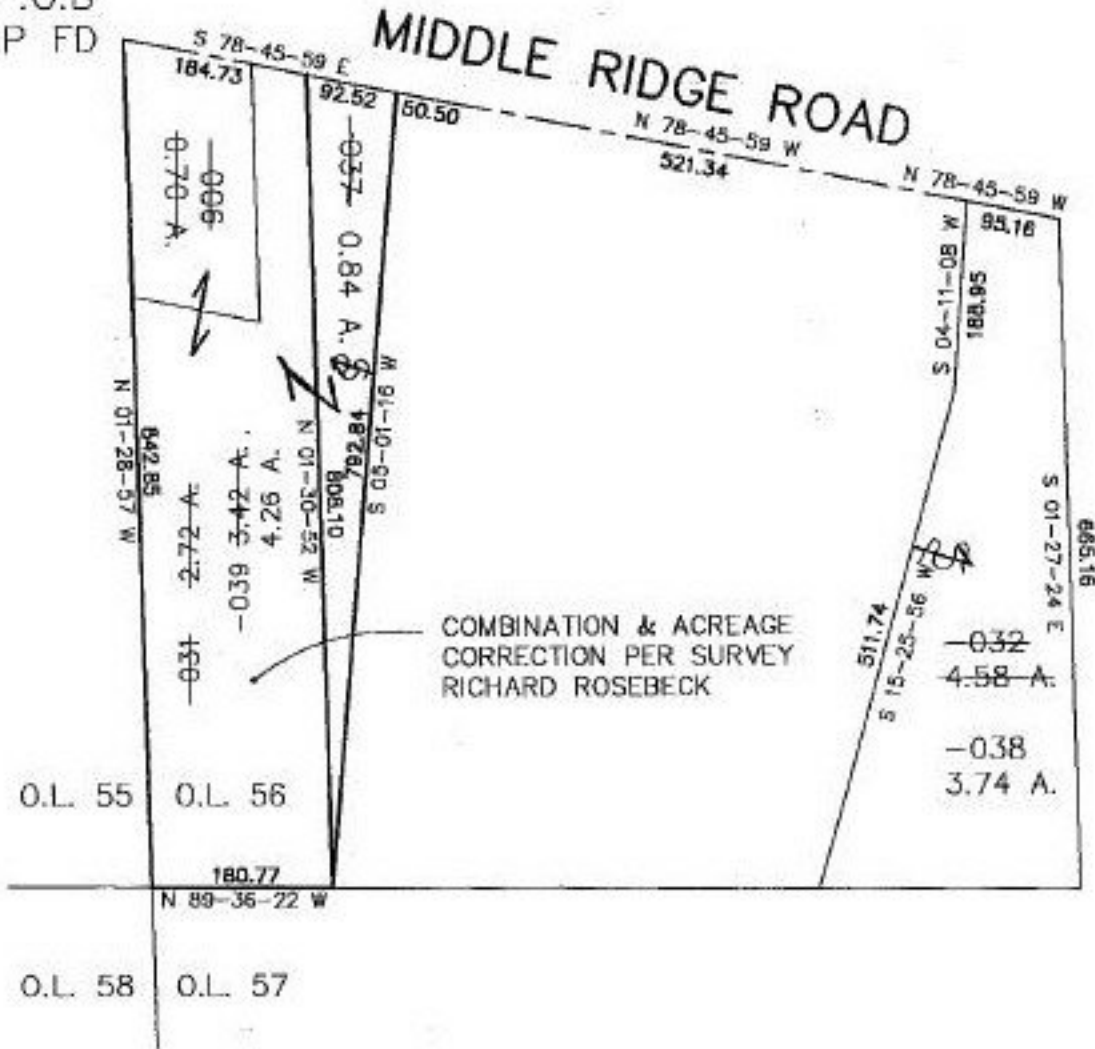 P FD
S 78-45-59 E
184.73
MIDDLE RIDGE ROAD
92.52
50.50
N 78-45-59 W
521.34
N 78-45-59 W
95.16
-006
0.70 A.
-037 0.84 A.
S 04-11-08 W
188.95
N 01-28-57 W
842.85
-031 2.72 A.
-039 3.42 A.
4.26 A.
N 01-30-52 W
808.10
792.84
S 05-01-16 W
511.74
S 15-25-56 W
S 01-27-24 E
665.16
-032
4.58 A.
-038
3.74 A.
COMBINATION & ACREAGE
CORRECTION PER SURVEY
RICHARD ROSEBECK
O.L. 55
O.L. 56
180.77
N 89-36-22 W
O.L. 58
O.L. 57